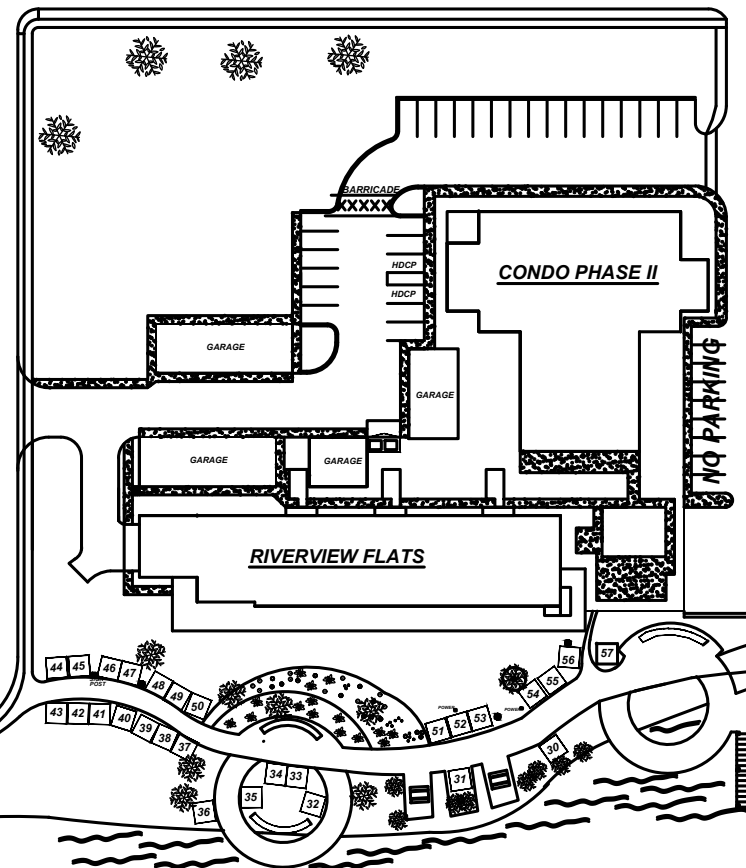 BARRICADE
XXXXX
HDCP
CONDO PHASE II
HDCP
GARAGE
NO PARKING
GARAGE
GARAGE
GARAGE
RIVERVIEW FLATS
44 45 46 47 48 49 50
POST
43 42 41 40 39 38 37
57
56
55
54
POWER
POWER
51 52 53
30
31
34 33
35
32
36